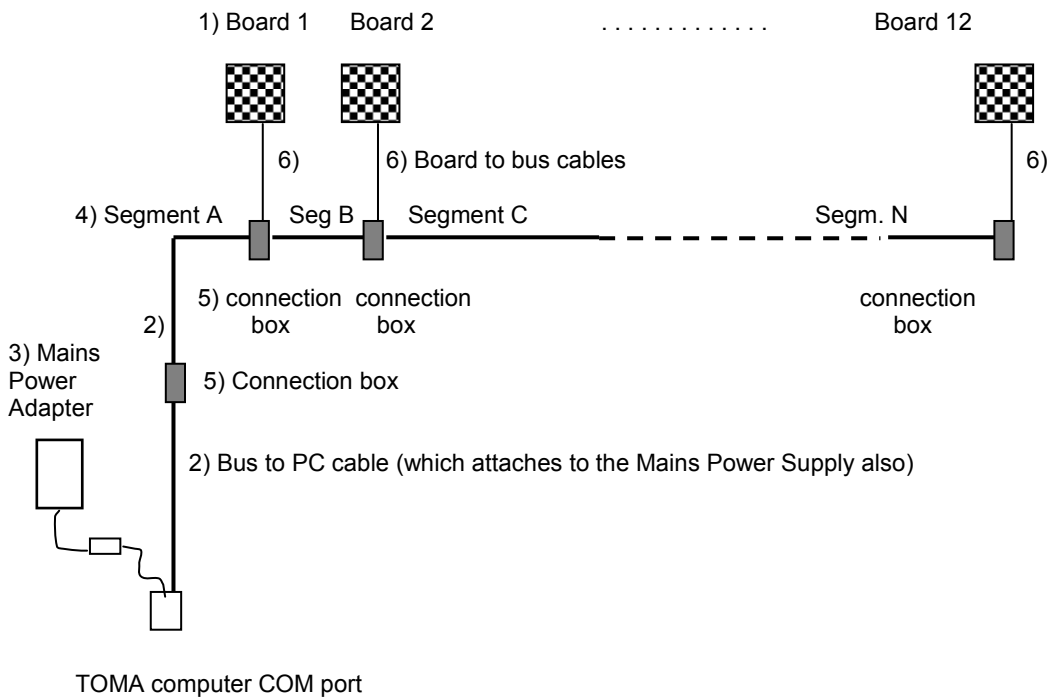 1) Board 1 Board 2 . . . . . . . . . . . . . Board 12
6) 6) Board to bus cables 6)
4) Segment A Seg B Segment C Segm. N
5) connection box connection box connection box
2)
3) Mains
Power
Adapter
5) Connection box
2) Bus to PC cable (which attaches to the Mains Power Supply also)
TOMA computer COM port